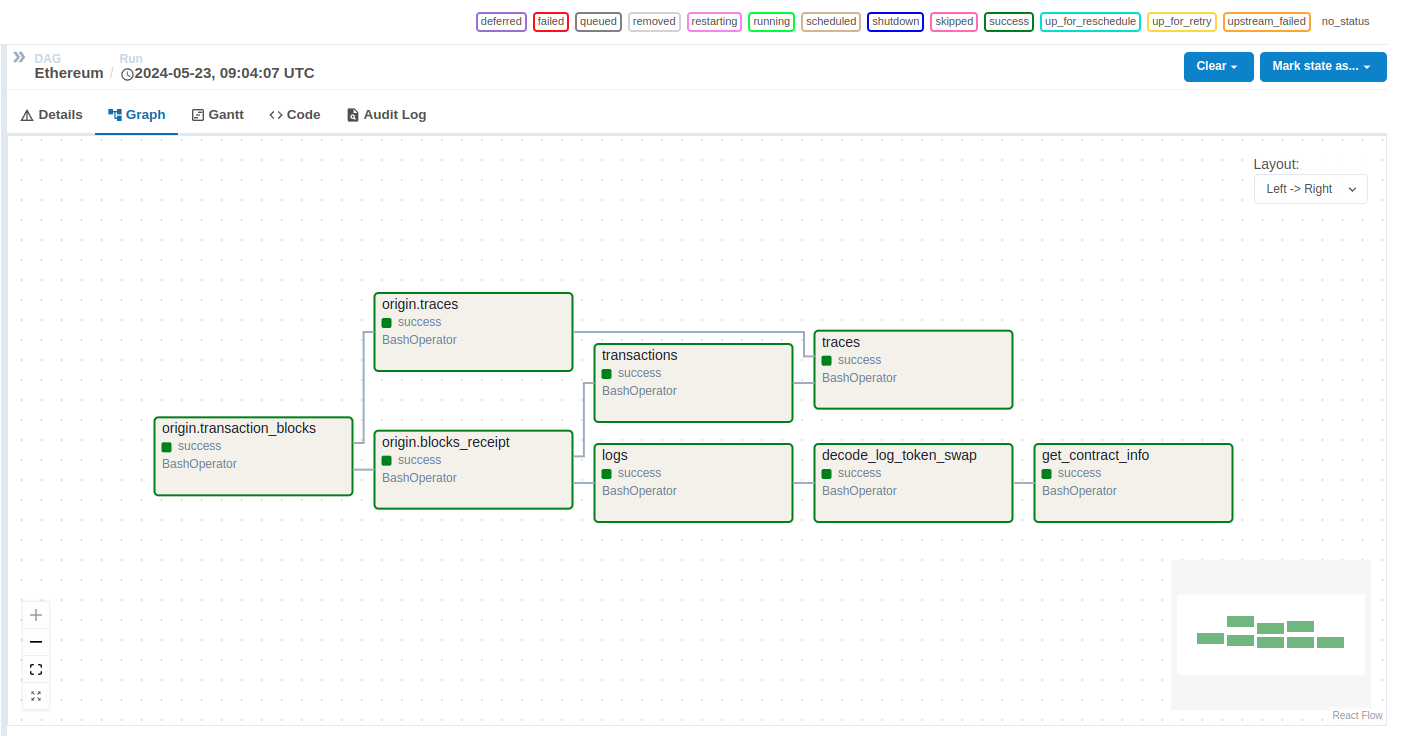 deferred failed queued removed restarting running scheduled shutdown skipped success up_for_reschedule up_for_retry upstream_failed no_status
DAG Run
Ethereum / 2024-05-23, 09:04:07 UTC
Clear Mark state as...
Details Graph Gantt Code Audit Log
Layout:
Left -> Right
origin.traces
success
BashOperator
transactions
success
BashOperator
traces
success
BashOperator
origin.transaction_blocks
success
BashOperator
origin.blocks_receipt
success
BashOperator
logs
success
BashOperator
decode_log_token_swap
success
BashOperator
get_contract_info
success
BashOperator
React Flow